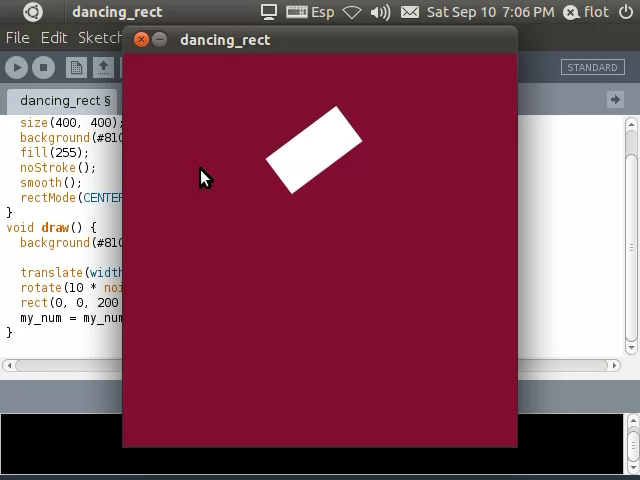 dancing_rect
Esp
Sat Sep 10 7:06 PM
flot
File Edit Sketch
dancing_rect
STANDARD
dancing_rect §
size(400, 400);
background(#810
fill(255);
noStroke();
smooth();
rectMode(CENTER
}
void draw() {
background(#810
translate(width
rotate(10 * noi
rect(0, 0, 200
my_num = my_num
}